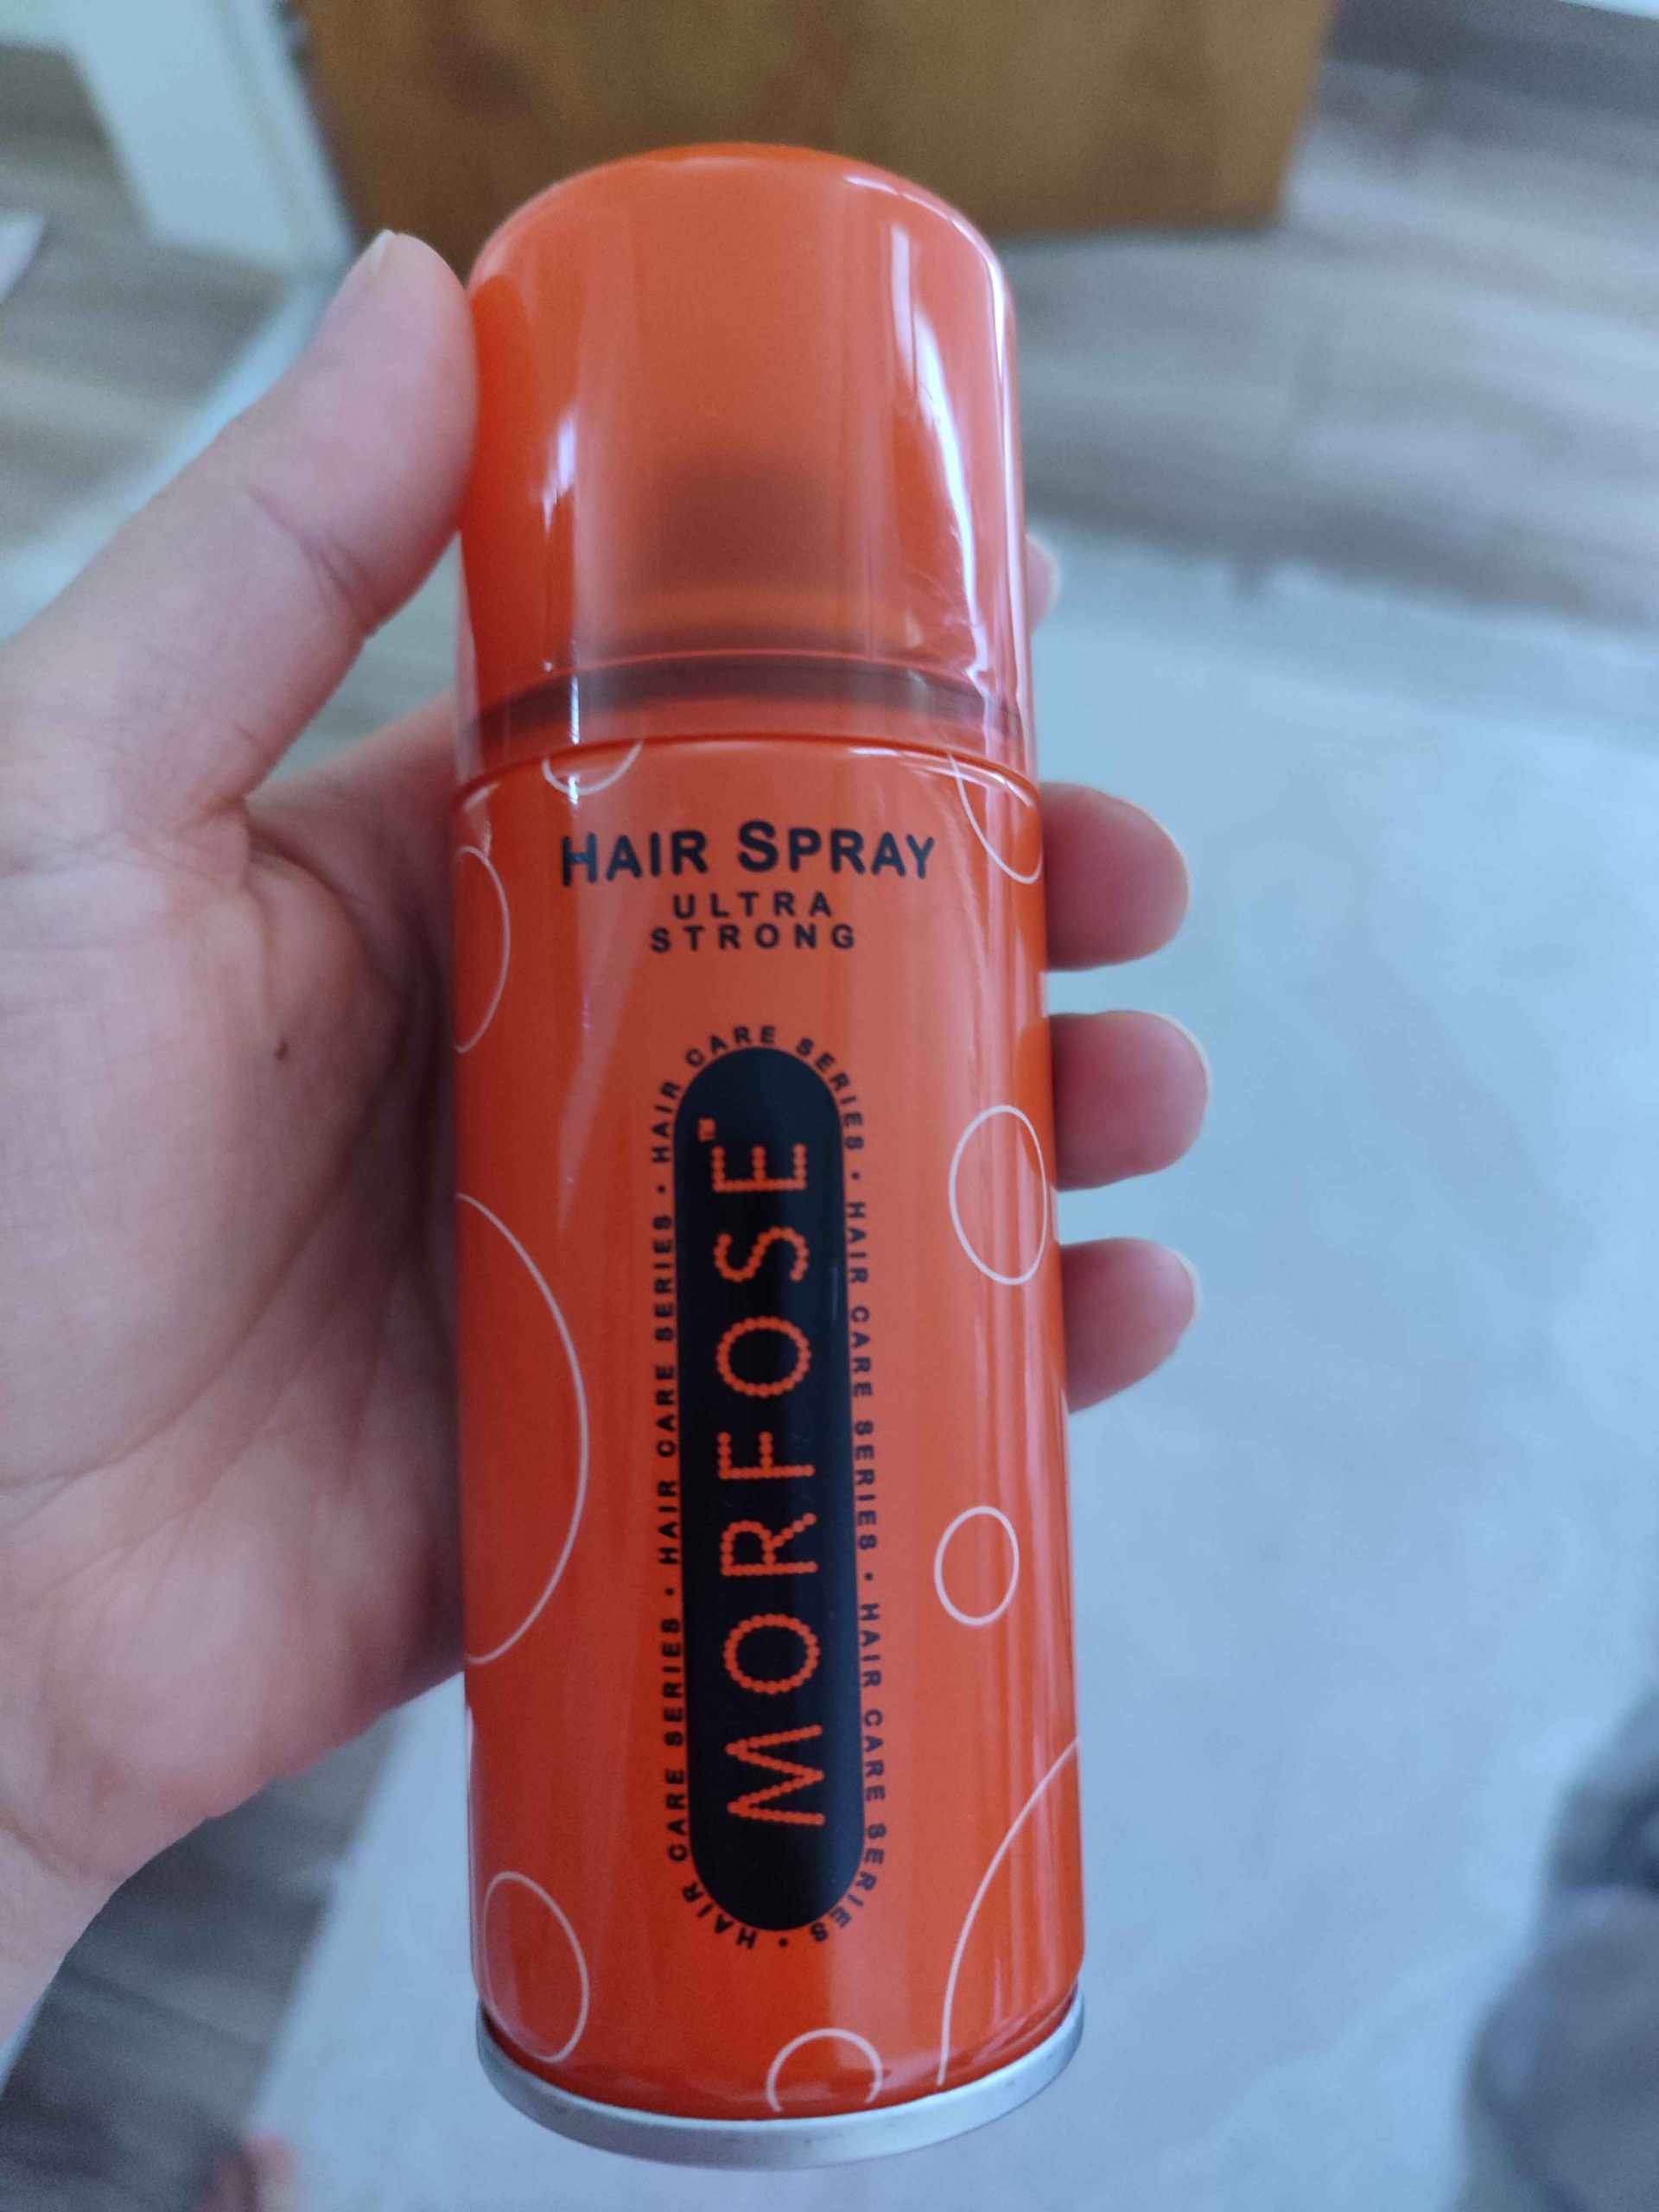 HAIR SPRAY
ULTRA
STRONG
MORFOSE™
HAIR CARE SERIES • HAIR CARE SERIES • HAIR CARE SERIES • HAIR CARE SERIES • HAIR CARE SERIES • HAIR CARE SERIES •